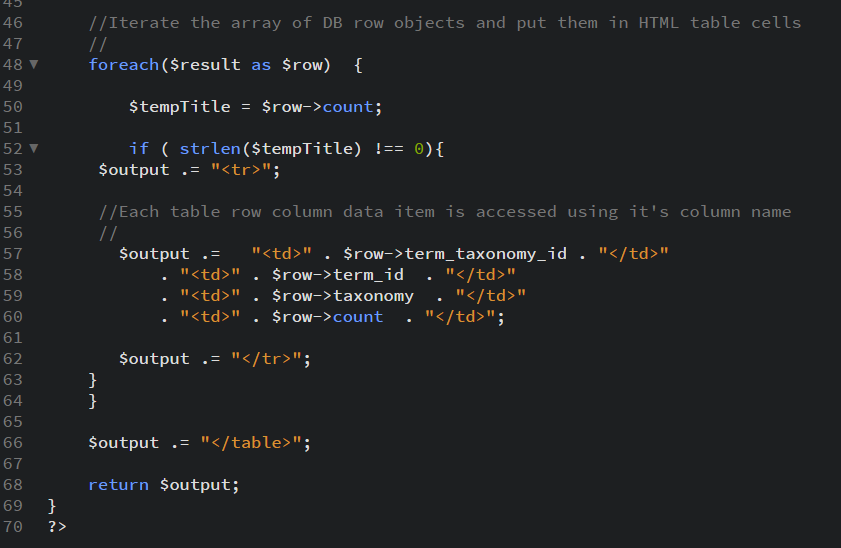 45
46 //Iterate the array of DB row objects and put them in HTML table cells
47 //
48 foreach($result as $row) {
49
50 $tempTitle = $row->count;
51
52 if ( strlen($tempTitle) !== 0){
53 $output .= "<tr>";
54
55 //Each table row column data item is accessed using it's column name
56 //
57 $output .= "<td>" . $row->term_taxonomy_id . "</td>"
58 . "<td>" . $row->term_id . "</td>"
59 . "<td>" . $row->taxonomy . "</td>"
60 . "<td>" . $row->count . "</td>";
61
62 $output .= "</tr>";
63 }
64 }
65
66 $output .= "</table>";
67
68 return $output;
69 }
70 ?>